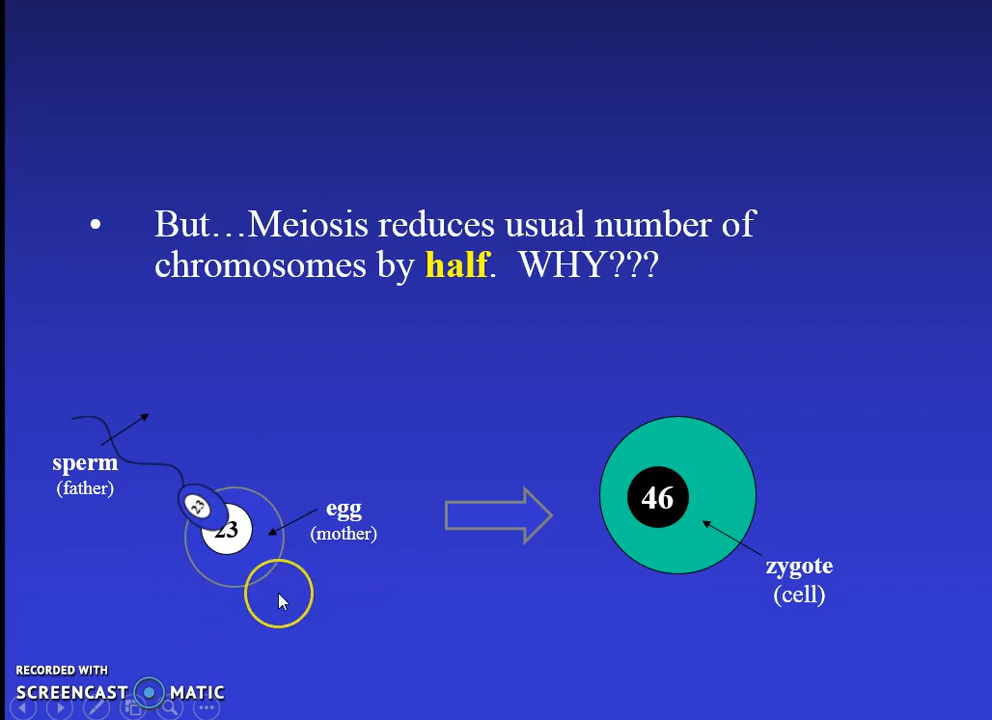 • But…Meiosis reduces usual number of
chromosomes by half. WHY???
sperm
(father)
23
23
egg
(mother)
46
zygote
(cell)
RECORDED WITH
SCREENCAST MATIC